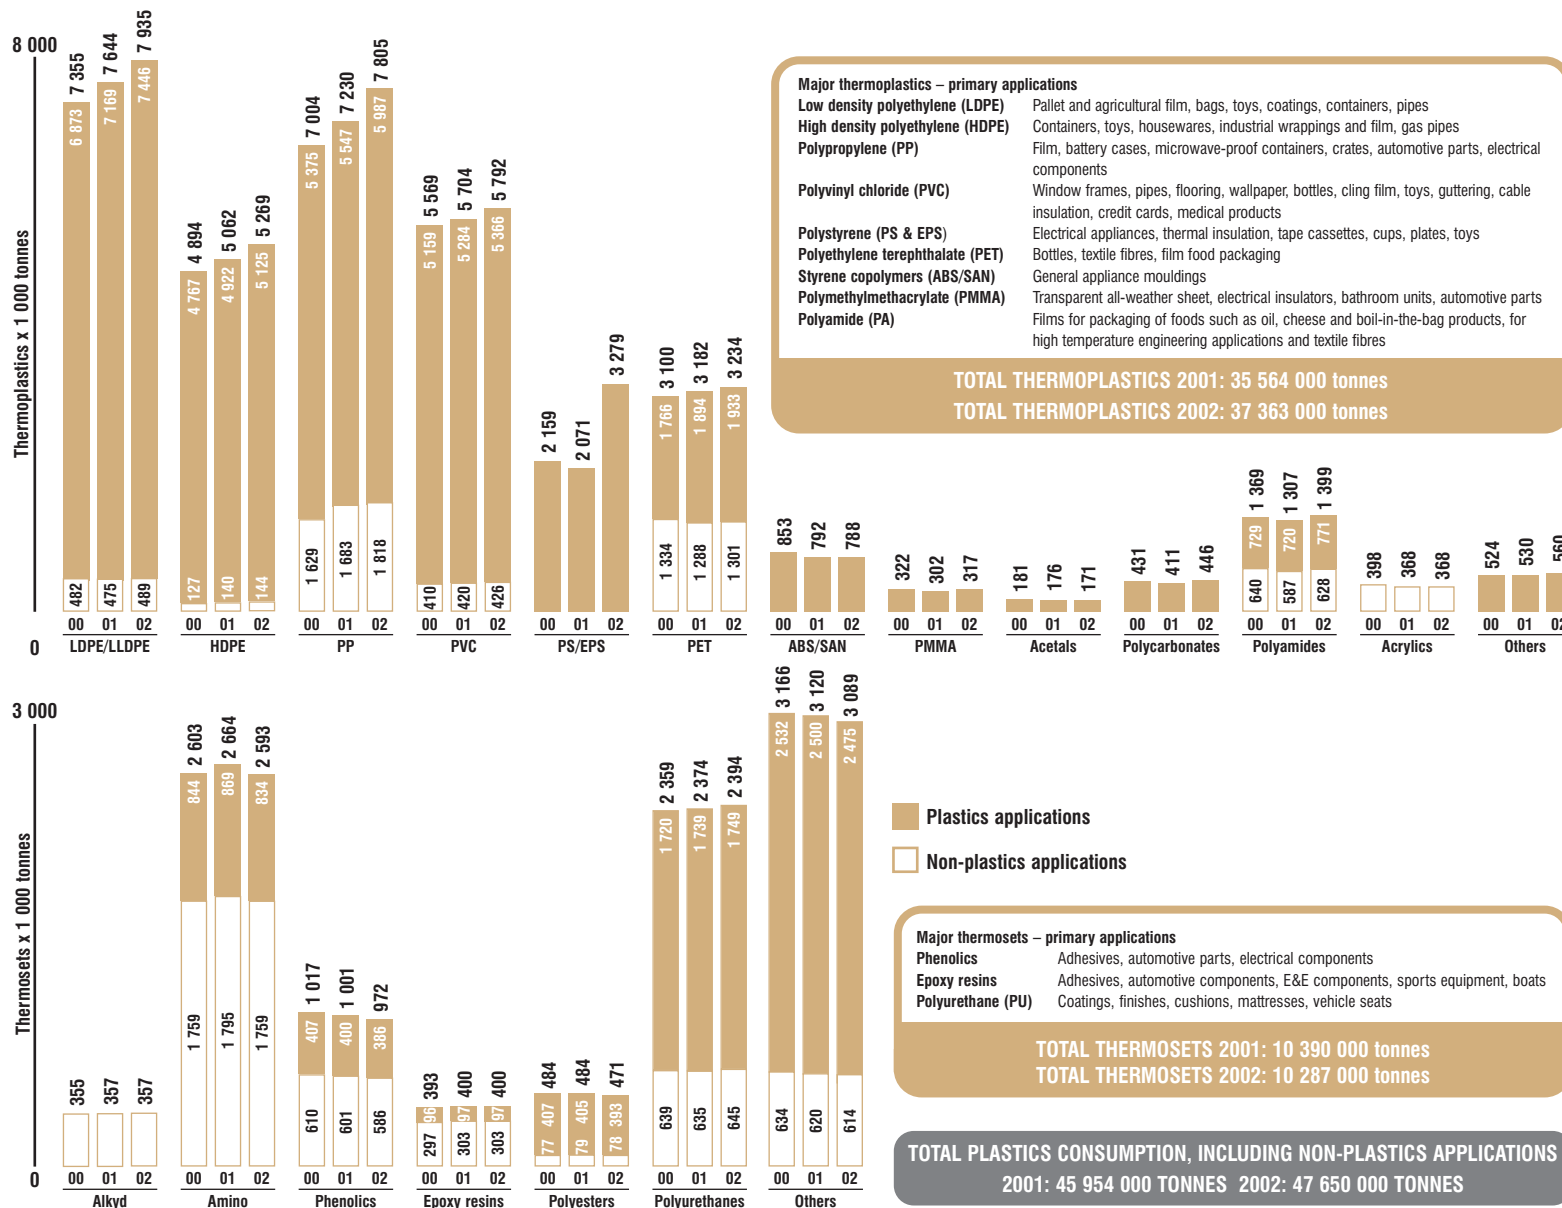 8 000
Thermoplastics x 1 000 tonnes
0
7 355
7 644
7 935
6 873
7 169
7 446
482
475
489
00 01 02
LDPE/LLDPE
4 894
5 062
5 269
4 767
4 922
5 125
127
140
144
00 01 02
HDPE
7 004
7 230
7 805
5 375
5 547
5 987
1 629
1 683
1 818
00 01 02
PP
5 569
5 704
5 792
5 159
5 284
5 366
410
420
426
00 01 02
PVC
2 159
2 071
3 279
00 01 02
PS/EPS
3 100
3 182
3 234
1 766
1 894
1 933
1 334
1 288
1 301
00 01 02
PET
853
792
788
00 01 02
ABS/SAN
322
302
317
00 01 02
PMMA
181
176
171
00 01 02
Acetals
431
411
446
00 01 02
Polycarbonates
1 369
1 307
1 399
729
720
771
640
587
628
00 01 02
Polyamides
398
368
368
00 01 02
Acrylics
524
530
560
00 01 02
Others
Major thermoplastics – primary applications
Low density polyethylene (LDPE) Pallet and agricultural film, bags, toys, coatings, containers, pipes
High density polyethylene (HDPE) Containers, toys, housewares, industrial wrappings and film, gas pipes
Polypropylene (PP) Film, battery cases, microwave-proof containers, crates, automotive parts, electrical
components
Polyvinyl chloride (PVC) Window frames, pipes, flooring, wallpaper, bottles, cling film, toys, guttering, cable
insulation, credit cards, medical products
Polystyrene (PS & EPS) Electrical appliances, thermal insulation, tape cassettes, cups, plates, toys
Polyethylene terephthalate (PET) Bottles, textile fibres, film food packaging
Styrene copolymers (ABS/SAN) General appliance mouldings
Polymethylmethacrylate (PMMA) Transparent all-weather sheet, electrical insulators, bathroom units, automotive parts
Polyamide (PA) Films for packaging of foods such as oil, cheese and boil-in-the-bag products, for
high temperature engineering applications and textile fibres
TOTAL THERMOPLASTICS 2001: 35 564 000 tonnes
TOTAL THERMOPLASTICS 2002: 37 363 000 tonnes
3 000
Thermosets x 1 000 tonnes
0
355
357
357
00 01 02
Alkyd
2 603
2 664
2 593
844
869
834
1 759
1 795
1 759
00 01 02
Amino
1 017
1 001
972
407
400
386
610
601
586
00 01 02
Phenolics
393
400
400
96
97
97
297
303
303
00 01 02
Epoxy resins
484
484
471
407
405
393
77
79
78
00 01 02
Polyesters
2 359
2 374
2 394
1 720
1 739
1 749
639
635
645
00 01 02
Polyurethanes
3 166
3 120
3 089
2 532
2 500
2 475
634
620
614
00 01 02
Others
Plastics applications
Non-plastics applications
Major thermosets – primary applications
Phenolics Adhesives, automotive parts, electrical components
Epoxy resins Adhesives, automotive components, E&E components, sports equipment, boats
Polyurethane (PU) Coatings, finishes, cushions, mattresses, vehicle seats
TOTAL THERMOSETS 2001: 10 390 000 tonnes
TOTAL THERMOSETS 2002: 10 287 000 tonnes
TOTAL PLASTICS CONSUMPTION, INCLUDING NON-PLASTICS APPLICATIONS
2001: 45 954 000 TONNES 2002: 47 650 000 TONNES